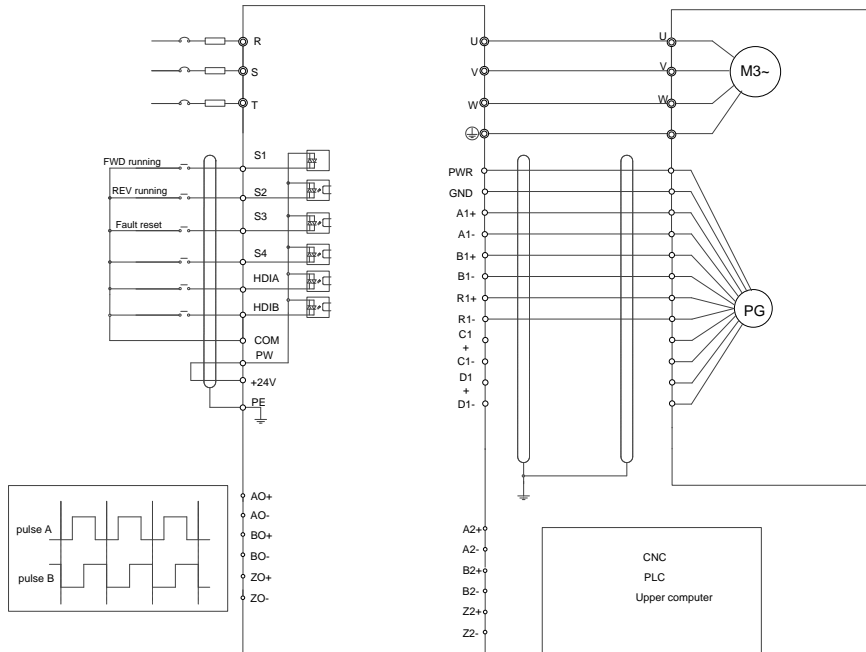 R
S
T
U
V
W
U
V
W
M3~
FWD running
REV running
Fault reset
S1
S2
S3
S4
HDIA
HDIB
COM
PW
+24V
PE
PWR
GND
A1+
A1-
B1+
B1-
R1+
R1-
C1
+
C1-
D1
+
D1-
PG
pulse A
pulse B
AO+
AO-
BO+
BO-
ZO+
ZO-
A2+
A2-
B2+
B2-
Z2+
Z2-
CNC
PLC
Upper computer